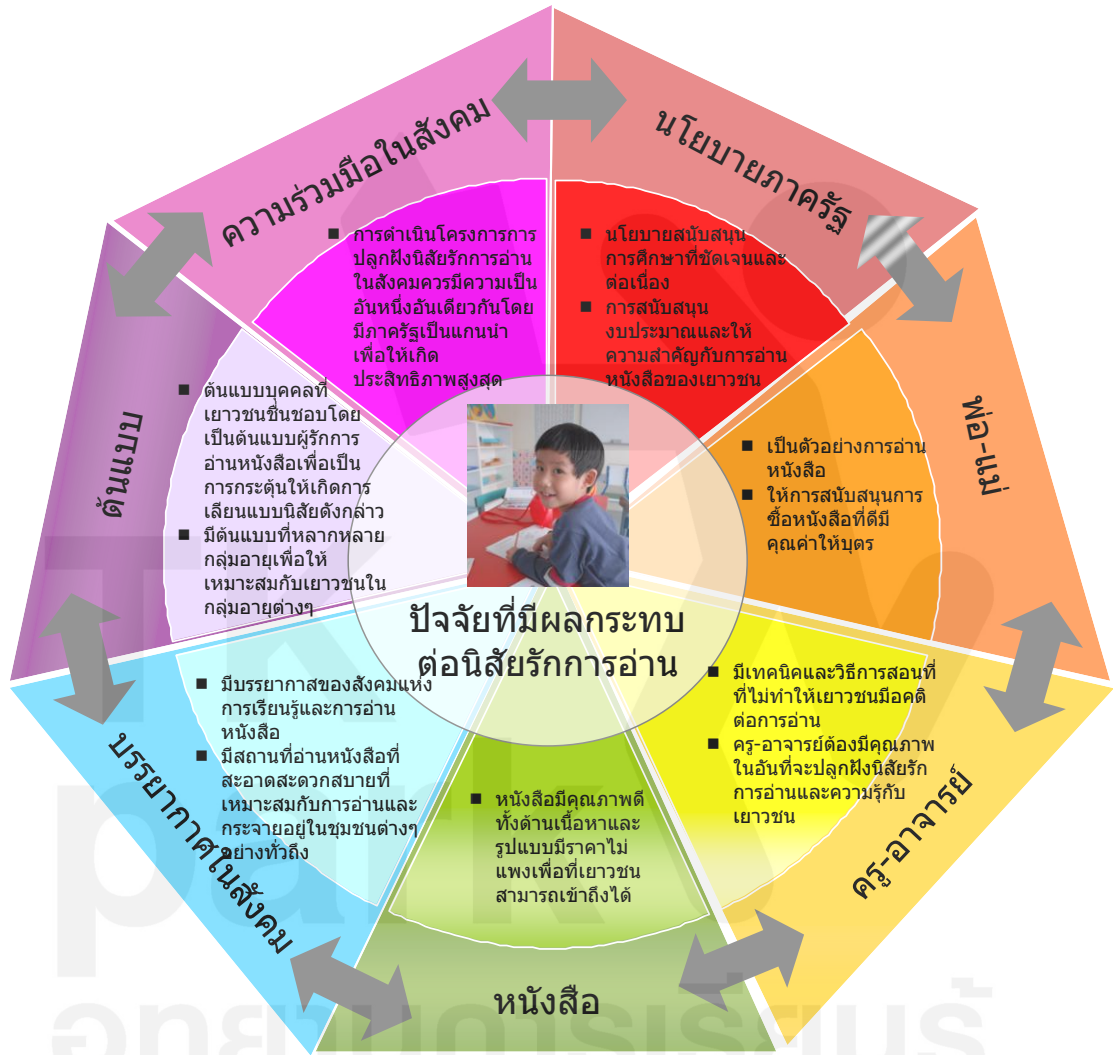 ปัจจัยที่มีผลกระทบ
ต่อนิสัยรักการอ่าน
นโยบายภาครัฐ
■ นโยบายสนับสนุน
การศึกษาที่ชัดเจนและ
ต่อเนื่อง
■ การสนับสนุน
งบประมาณและให้
ความสำคัญกับการอ่าน
หนังสือของเยาวชน
พ่อ-แม่
■ เป็นตัวอย่างการอ่าน
หนังสือ
■ ให้การสนับสนุนการ
ซื้อหนังสือที่ดีมี
คุณค่าให้บุตร
ครู-อาจารย์
■ มีเทคนิคและวิธีการสอนที่
ที่ไม่ทำให้เยาวชนมีอคติ
ต่อการอ่าน
■ ครู-อาจารย์ต้องมีคุณภาพ
ในอันที่จะปลูกฝังนิสัยรัก
การอ่านและความรู้กับ
เยาวชน
หนังสือ
■ หนังสือมีคุณภาพดี
ทั้งด้านเนื้อหาและ
รูปแบบมีราคาไม่
แพงเพื่อที่เยาวชน
สามารถเข้าถึงได้
บรรยากาศในสังคม
■ มีบรรยากาศของสังคมแห่ง
การเรียนรู้และการอ่าน
หนังสือ
■ มีสถานที่อ่านหนังสือที่
สะอาดสะดวกสบายที่
เหมาะสมกับการอ่านและ
กระจายอยู่ในชุมชนต่างๆ
อย่างทั่วถึง
ต้นแบบ
■ ต้นแบบบุคคลที่
เยาวชนชื่นชอบโดย
เป็นต้นแบบผู้รักการ
อ่านหนังสือเพื่อเป็น
การกระตุ้นให้เกิดการ
เลียนแบบนิสัยดังกล่าว
■ มีต้นแบบที่หลากหลาย
กลุ่มอายุเพื่อให้
เหมาะสมกับเยาวชนใน
กลุ่มอายุต่างๆ
ความร่วมมือในสังคม
■ การดำเนินโครงการการ
ปลูกฝังนิสัยรักการอ่าน
ในสังคมควรมีความเป็น
อันหนึ่งอันเดียวกันโดย
มีภาครัฐเป็นแกนนำ
เพื่อให้เกิด
ประสิทธิภาพสูงสุด
TK
park
อุทยานการเรียนรู้